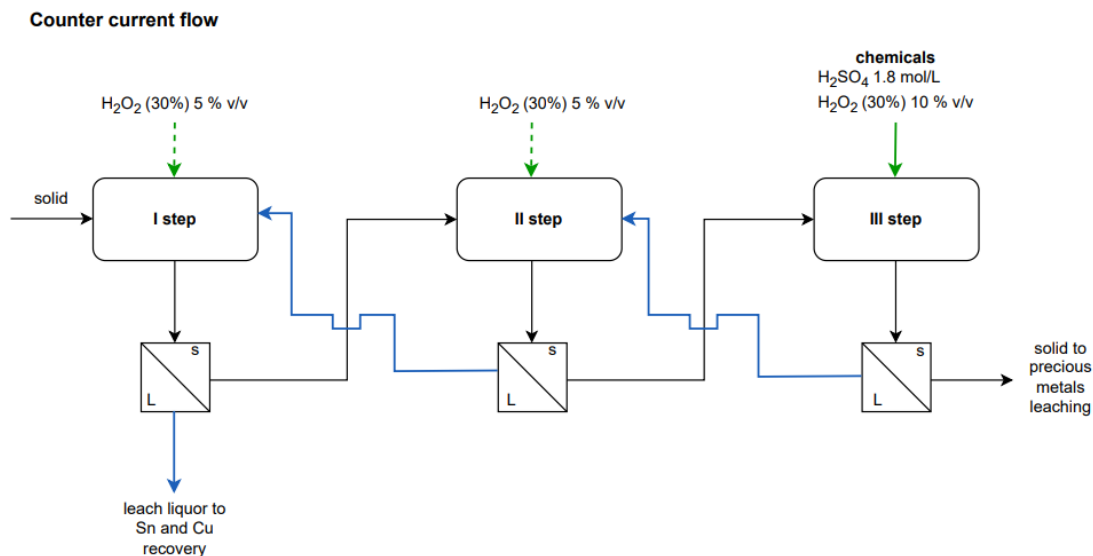 Counter current flow
chemicals
H₂SO₄ 1.8 mol/L
H₂O₂ (30%) 5 % v/v
H₂O₂ (30%) 5 % v/v
H₂O₂ (30%) 10 % v/v
solid
I step
II step
III step
S
L
S
L
S
L
solid to
precious
metals
leaching
leach liquor to
Sn and Cu
recovery